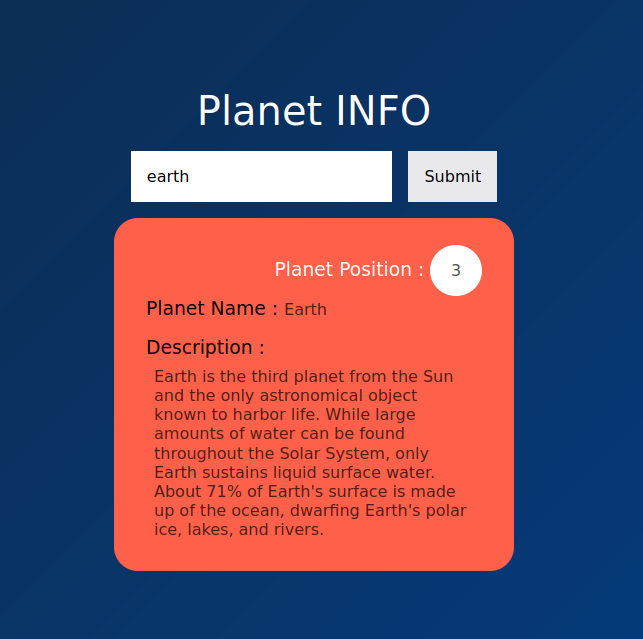 Planet INFO
earth Submit
Planet Position : 3
Planet Name : Earth
Description :
Earth is the third planet from the Sun
and the only astronomical object
known to harbor life. While large
amounts of water can be found
throughout the Solar System, only
Earth sustains liquid surface water.
About 71% of Earth's surface is made
up of the ocean, dwarfing Earth's polar
ice, lakes, and rivers.